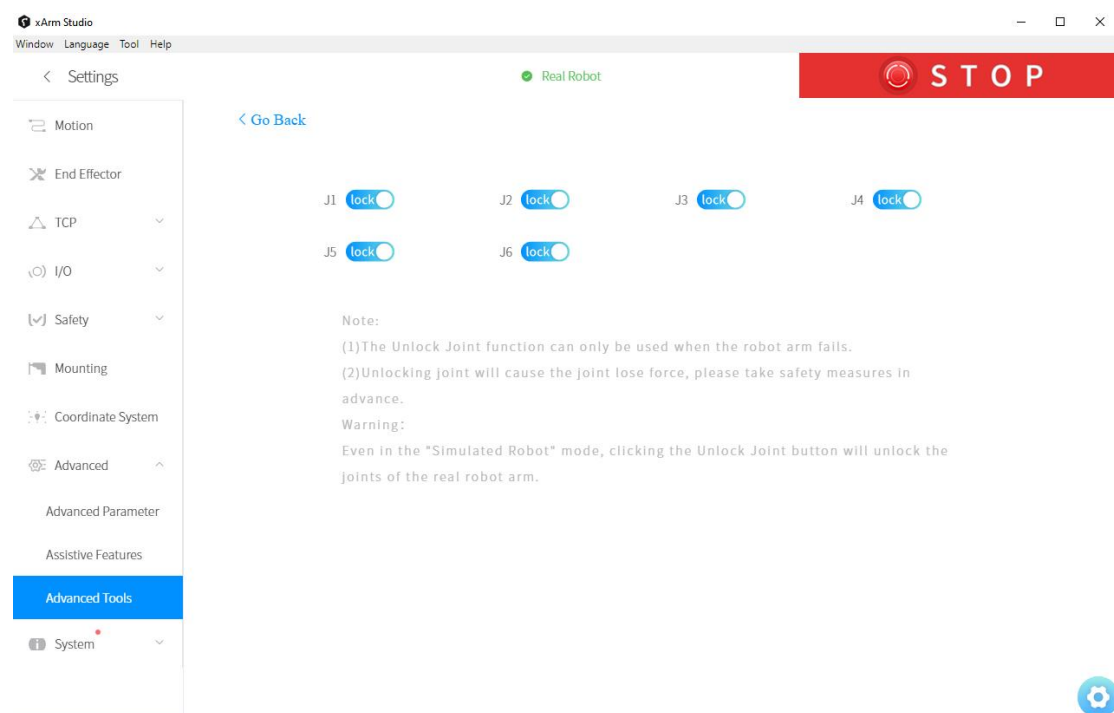 xArm Studio
Window Language Tool Help
Settings
Real Robot
STOP
Motion
End Effector
TCP
I/O
Safety
Mounting
Coordinate System
Advanced
Advanced Parameter
Assistive Features
Advanced Tools
System
< Go Back
J1 lock J2 lock J3 lock J4 lock
J5 lock J6 lock
Note:
(1)The Unlock Joint function can only be used when the robot arm fails.
(2)Unlocking joint will cause the joint lose force, please take safety measures in
advance.
Warning:
Even in the "Simulated Robot" mode, clicking the Unlock Joint button will unlock the
joints of the real robot arm.